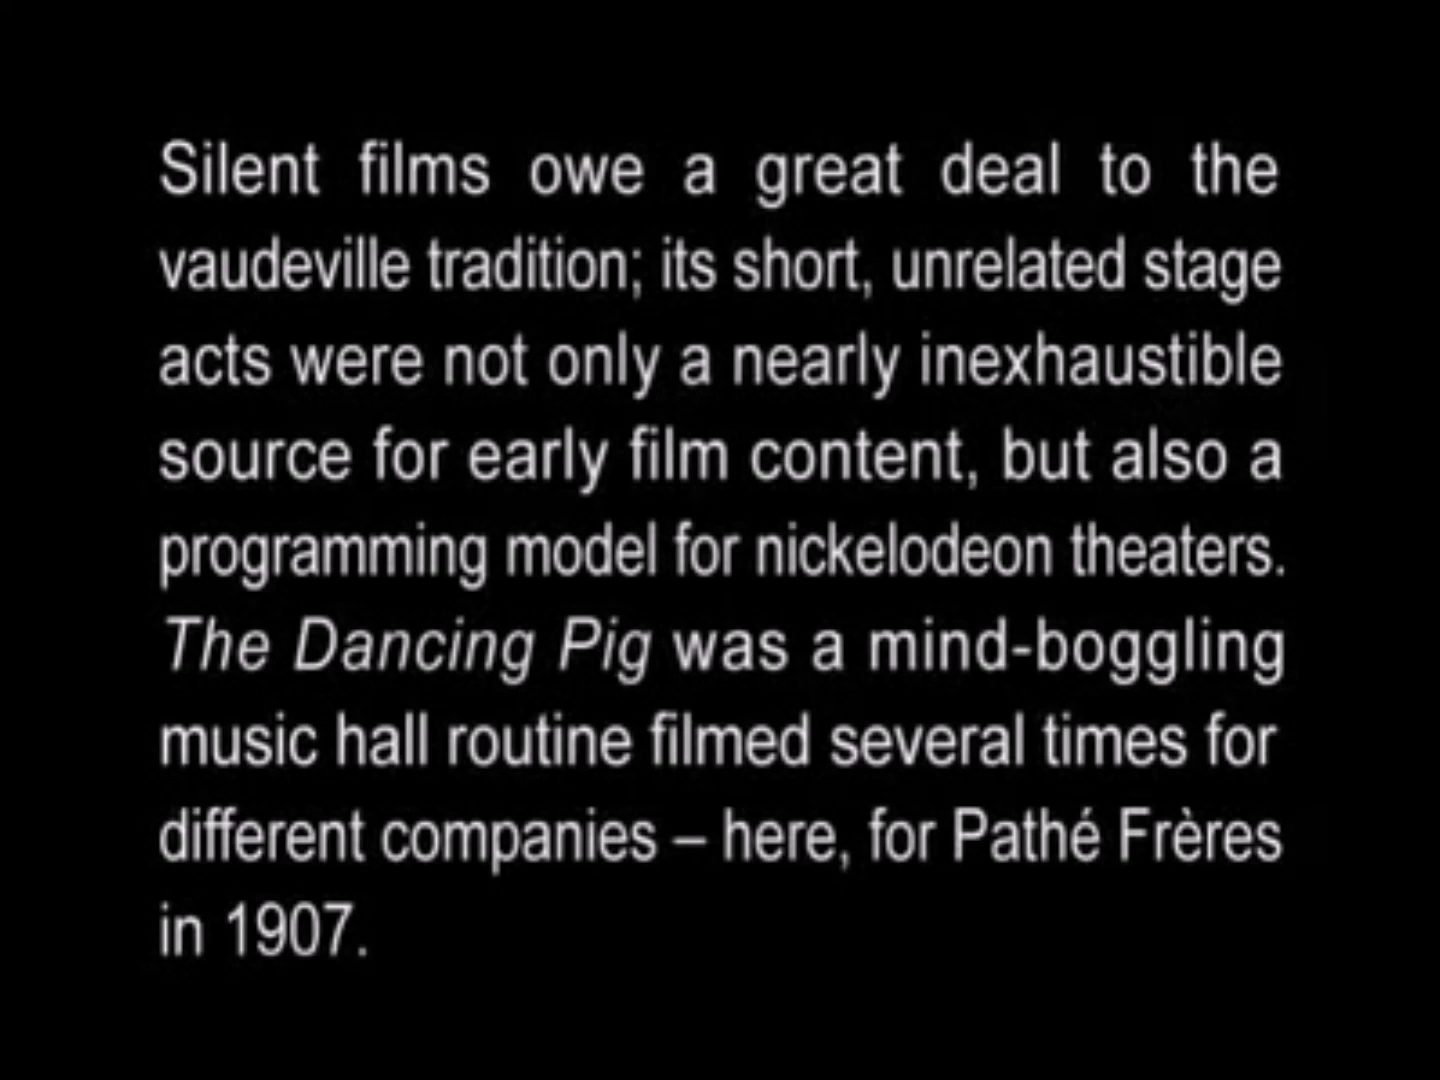 Silent films owe a great deal to the
vaudeville tradition; its short, unrelated stage
acts were not only a nearly inexhaustible
source for early film content, but also a
programming model for nickelodeon theaters.
The Dancing Pig was a mind-boggling
music hall routine filmed several times for
different companies – here, for Pathé Frères
in 1907.